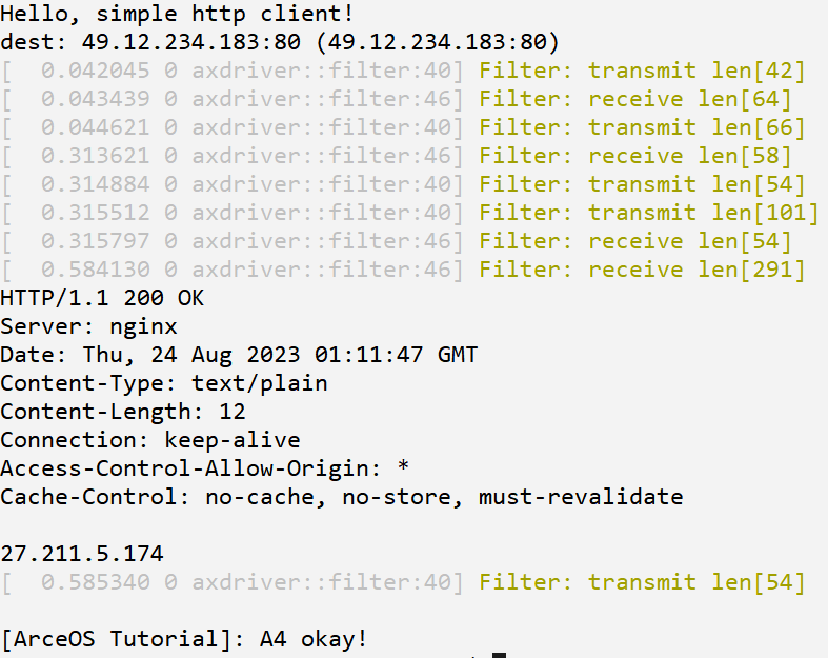 Hello, simple http client!
dest: 49.12.234.183:80 (49.12.234.183:80)
[  0.042045 0 axdriver::filter:40] Filter: transmit len[42]
[  0.043439 0 axdriver::filter:46] Filter: receive len[64]
[  0.044621 0 axdriver::filter:40] Filter: transmit len[66]
[  0.313621 0 axdriver::filter:46] Filter: receive len[58]
[  0.314884 0 axdriver::filter:40] Filter: transmit len[54]
[  0.315512 0 axdriver::filter:40] Filter: transmit len[101]
[  0.315797 0 axdriver::filter:46] Filter: receive len[54]
[  0.584130 0 axdriver::filter:46] Filter: receive len[291]
HTTP/1.1 200 OK
Server: nginx
Date: Thu, 24 Aug 2023 01:11:47 GMT
Content-Type: text/plain
Content-Length: 12
Connection: keep-alive
Access-Control-Allow-Origin: *
Cache-Control: no-cache, no-store, must-revalidate
27.211.5.174
[  0.585340 0 axdriver::filter:40] Filter: transmit len[54]
[ArceOS Tutorial]: A4 okay!